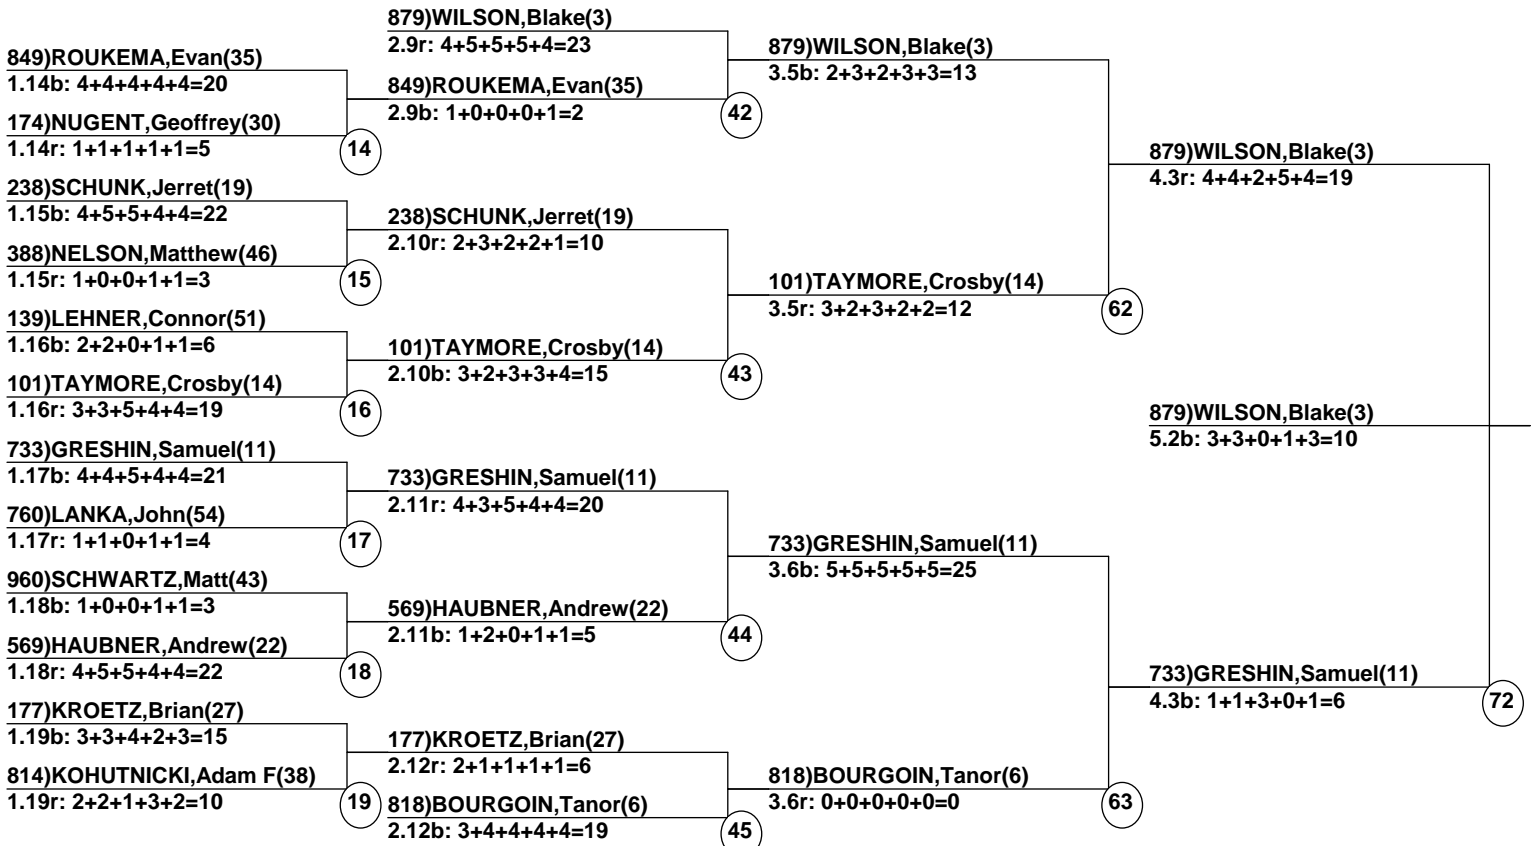 849)ROUKEMA,Evan(35)
1.14b: 4+4+4+4+4=20
174)NUGENT,Geoffrey(30)
1.14r: 1+1+1+1+1=5
14
238)SCHUNK,Jerret(19)
1.15b: 4+5+5+4+4=22
388)NELSON,Matthew(46)
1.15r: 1+0+0+1+1=3
15
139)LEHNER,Connor(51)
1.16b: 2+2+0+1+1=6
101)TAYMORE,Crosby(14)
1.16r: 3+3+5+4+4=19
16
733)GRESHIN,Samuel(11)
1.17b: 4+4+5+4+4=21
760)LANKA,John(54)
1.17r: 1+1+0+1+1=4
17
960)SCHWARTZ,Matt(43)
1.18b: 1+0+0+1+1=3
569)HAUBNER,Andrew(22)
1.18r: 4+5+5+4+4=22
18
177)KROETZ,Brian(27)
1.19b: 3+3+4+2+3=15
814)KOHUTNICKI,Adam F(38)
1.19r: 2+2+1+3+2=10
19
879)WILSON,Blake(3)
2.9r: 4+5+5+5+4=23
849)ROUKEMA,Evan(35)
2.9b: 1+0+0+0+1=2
42
238)SCHUNK,Jerret(19)
2.10r: 2+3+2+2+1=10
101)TAYMORE,Crosby(14)
2.10b: 3+2+3+3+4=15
43
733)GRESHIN,Samuel(11)
2.11r: 4+3+5+4+4=20
569)HAUBNER,Andrew(22)
2.11b: 1+2+0+1+1=5
44
177)KROETZ,Brian(27)
2.12r: 2+1+1+1+1=6
818)BOURGOIN,Tanor(6)
2.12b: 3+4+4+4+4=19
45
879)WILSON,Blake(3)
3.5b: 2+3+2+3+3=13
101)TAYMORE,Crosby(14)
3.5r: 3+2+3+2+2=12
62
733)GRESHIN,Samuel(11)
3.6b: 5+5+5+5+5=25
818)BOURGOIN,Tanor(6)
3.6r: 0+0+0+0+0=0
63
879)WILSON,Blake(3)
4.3r: 4+4+2+5+4=19
733)GRESHIN,Samuel(11)
4.3b: 1+1+3+0+1=6
72
879)WILSON,Blake(3)
5.2b: 3+3+0+1+3=10